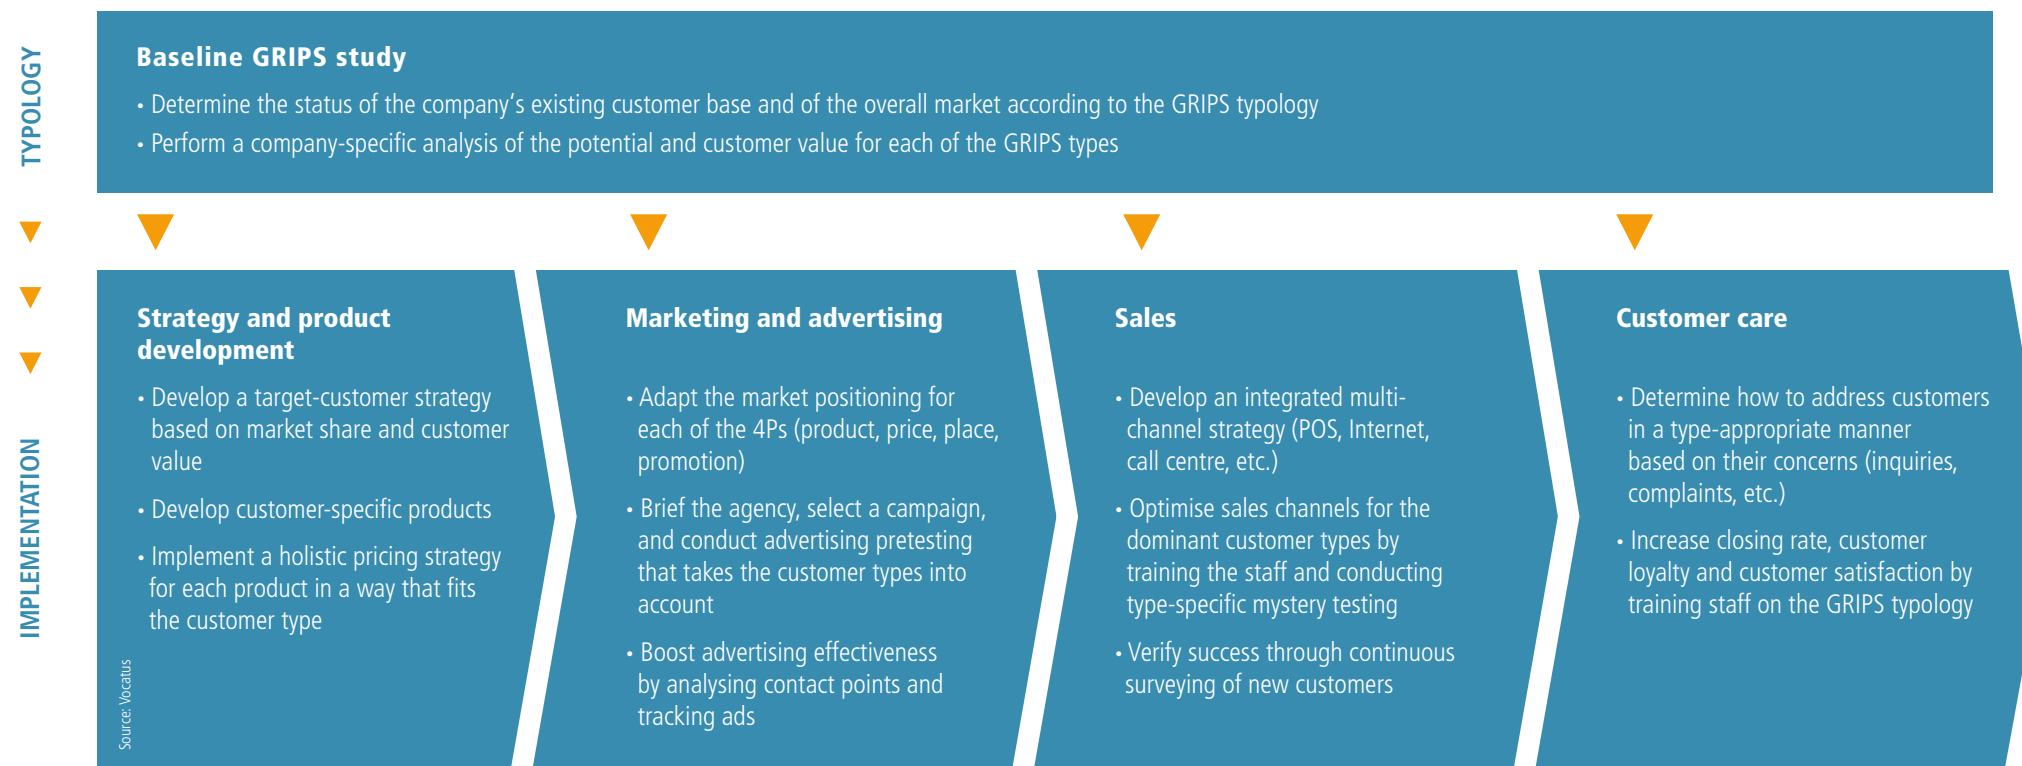 TYPOLOGY
Baseline GRIPS study
• Determine the status of the company‘s existing customer base and of the overall market according to the GRIPS typology
• Perform a company-specific analysis of the potential and customer value for each of the GRIPS types
IMPLEMENTATION
Strategy and product
development
• Develop a target-customer strategy
based on market share and customer
value
• Develop customer-specific products
• Implement a holistic pricing strategy
for each product in a way that fits
the customer type
Source: Vocatus
Marketing and advertising
• Adapt the market positioning for
each of the 4Ps (product, price, place,
promotion)
• Brief the agency, select a campaign,
and conduct advertising pretesting
that takes the customer types into
account
• Boost advertising effectiveness
by analysing contact points and
tracking ads
Sales
• Develop an integrated multi-
channel strategy (POS, Internet,
call centre, etc.)
• Optimise sales channels for the
dominant customer types by
training the staff and conducting
type-specific mystery testing
• Verify success through continuous
surveying of new customers
Customer care
• Determine how to address customers
in a type-appropriate manner
based on their concerns (inquiries,
complaints, etc.)
• Increase closing rate, customer
loyalty and customer satisfaction by
training staff on the GRIPS typology